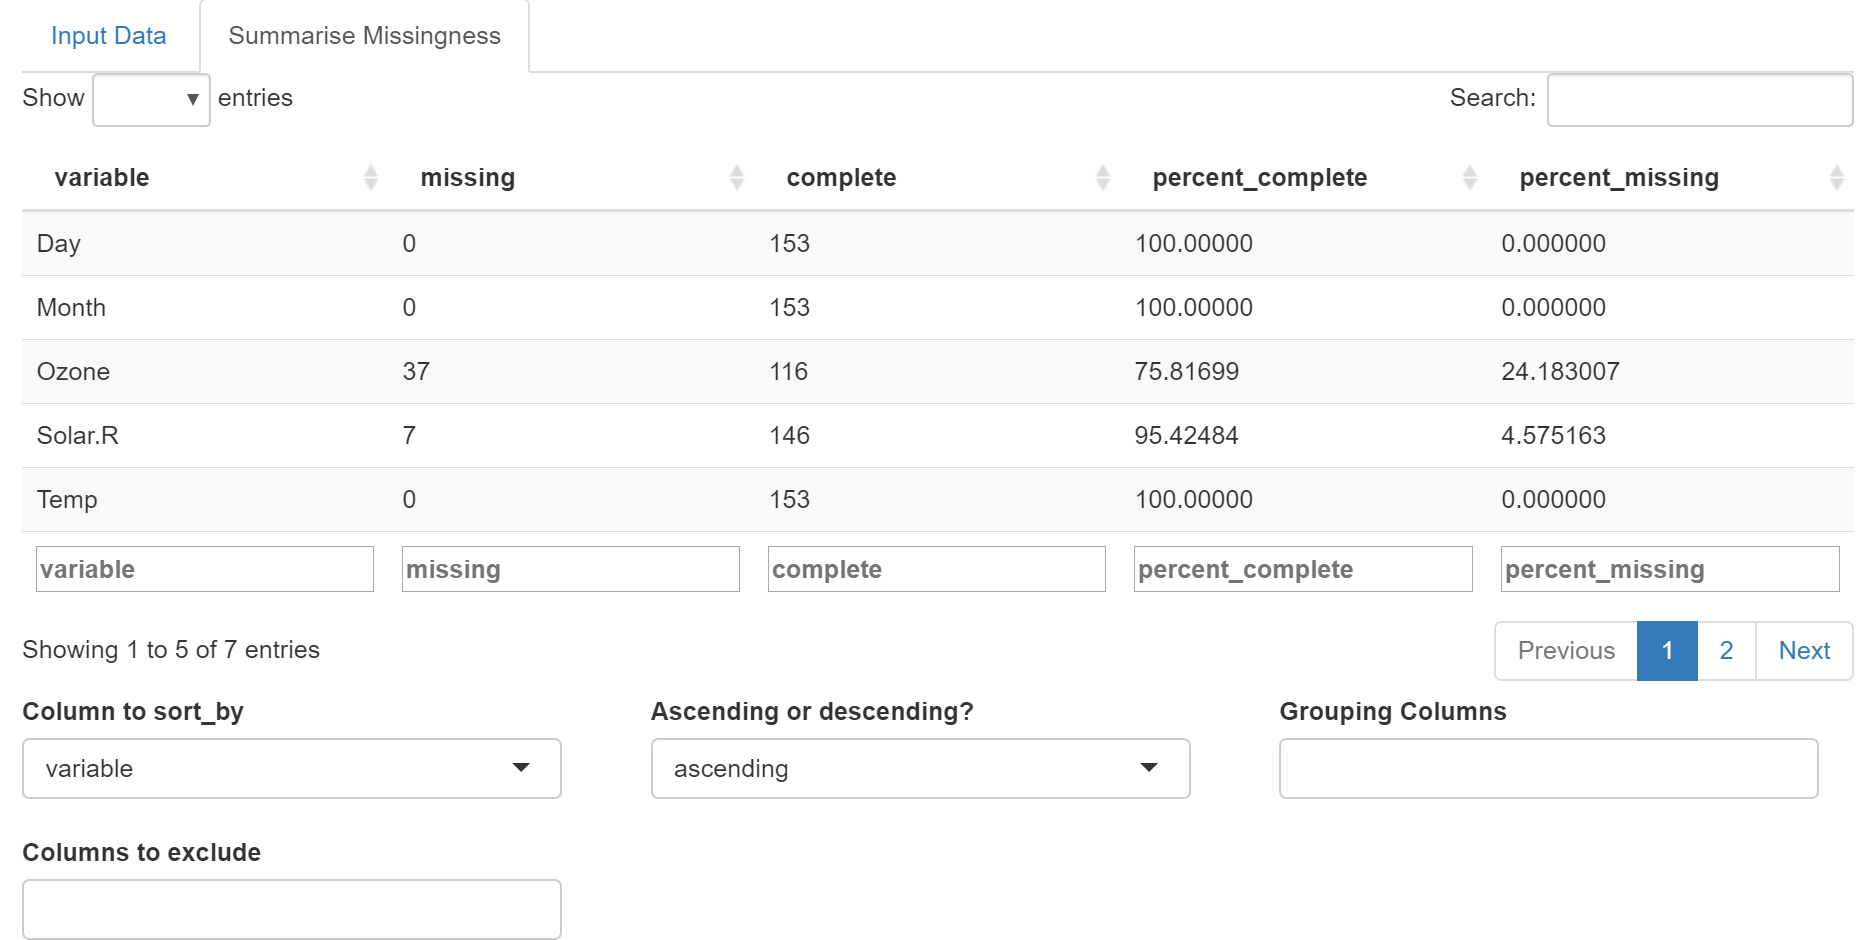 Input Data Summarise Missingness
Show entries Search:
variable missing complete percent_complete percent_missing
Day 0 153 100.00000 0.000000
Month 0 153 100.00000 0.000000
Ozone 37 116 75.81699 24.183007
Solar.R 7 146 95.42484 4.575163
Temp 0 153 100.00000 0.000000
variable missing complete percent_complete percent_missing
Showing 1 to 5 of 7 entries Previous 1 2 Next
Column to sort_by Ascending or descending? Grouping Columns
variable ascending
Columns to exclude